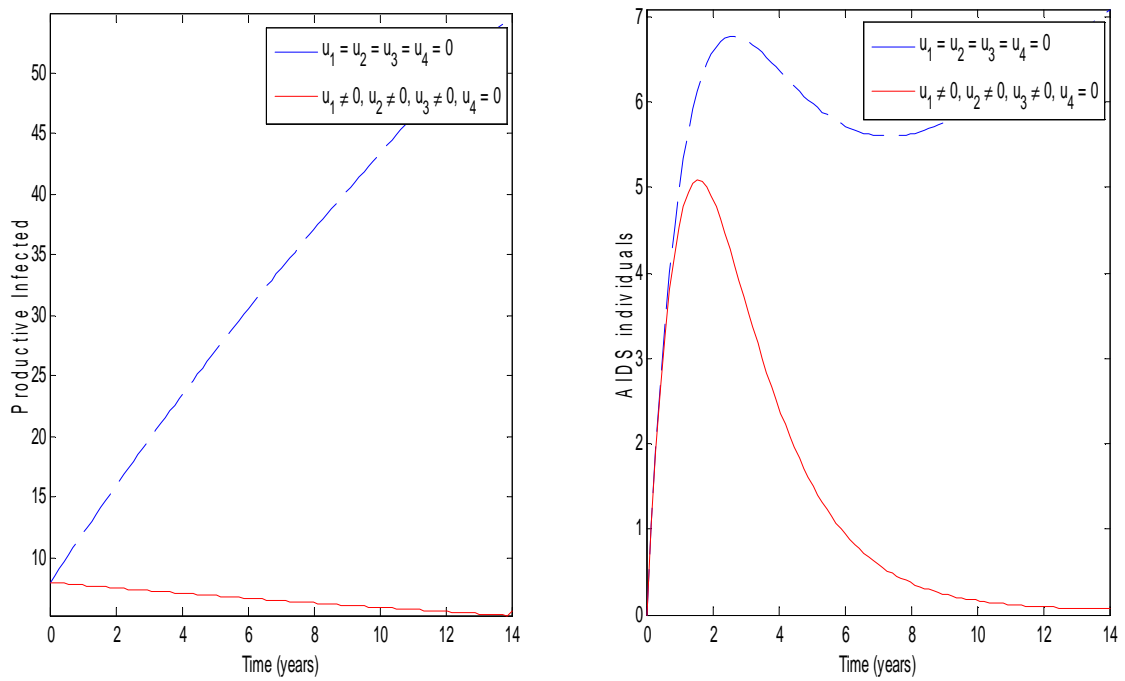 50
45
40
35
30
25
20
15
10
Productive Infected
0 2 4 6 8 10 12 14
Time (years)
u1 = u2 = u3 = u4 = 0
u1 ≠ 0, u2 ≠ 0, u3 ≠ 0, u4 = 0
7
6
5
4
3
2
1
0
AIDS individuals
0 2 4 6 8 10 12 14
Time (years)
u1 = u2 = u3 = u4 = 0
u1 ≠ 0, u2 ≠ 0, u3 ≠ 0, u4 = 0